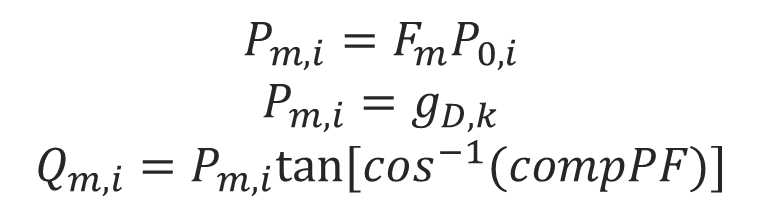 P_{m,i} = F_m P_{0,i}
P_{m,i} = g_{D,k}
Q_{m,i} = P_{m,i} tan[cos^{-1}(compPF)]